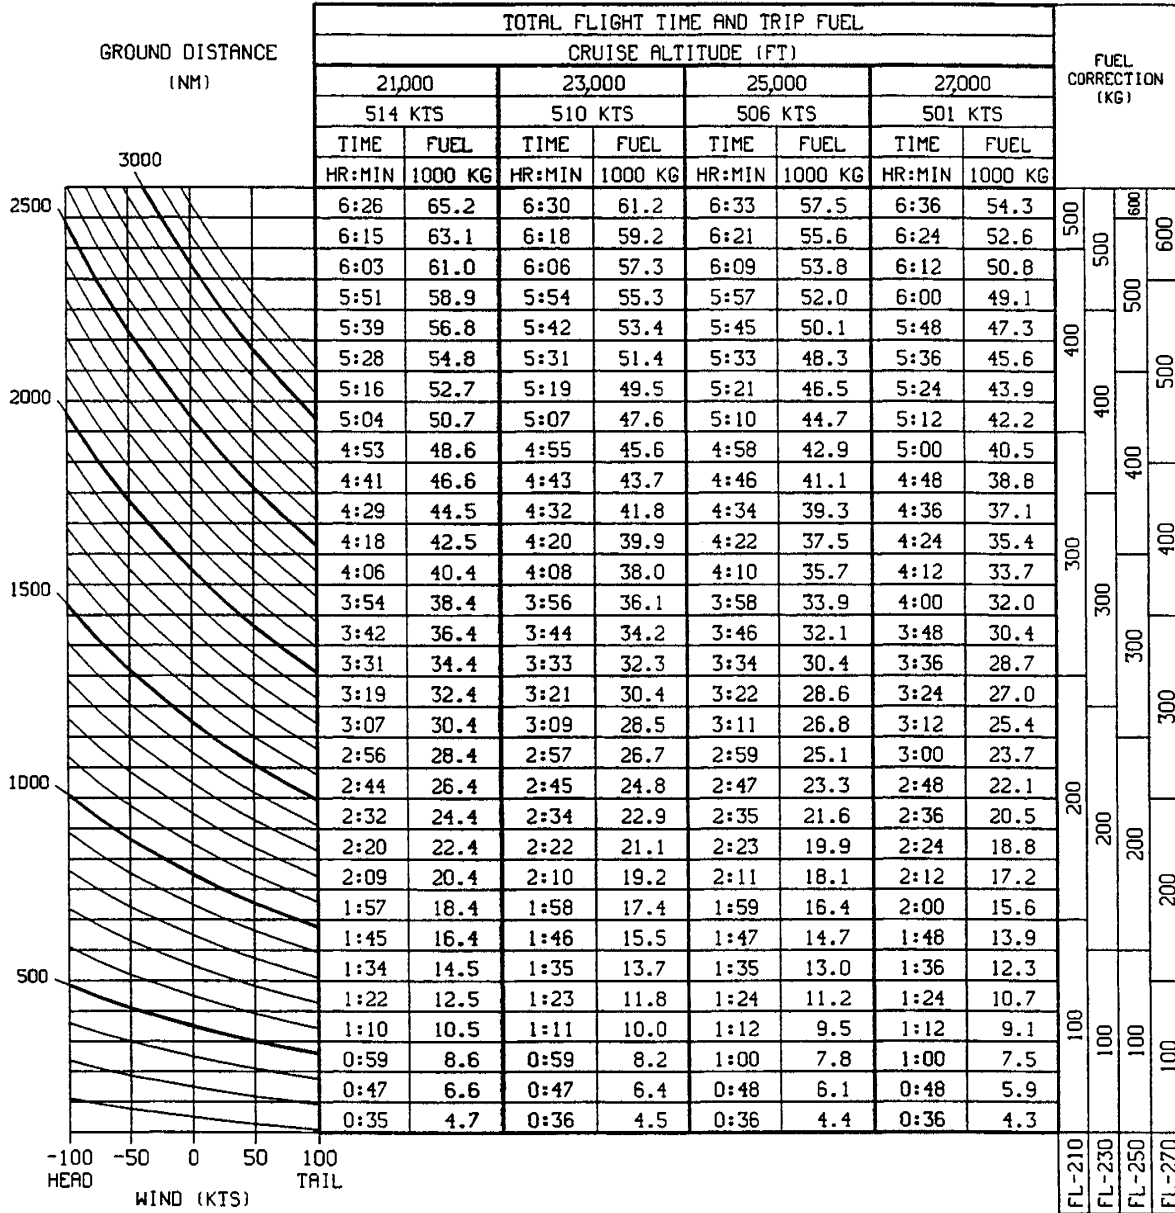 TOTAL FLIGHT TIME AND TRIP FUEL
GROUND DISTANCE
(NM)
CRUISE ALTITUDE (FT)
FUEL
CORRECTION
(KG)
21,000 23,000 25,000 27,000
514 KTS 510 KTS 506 KTS 501 KTS
TIME FUEL TIME FUEL TIME FUEL TIME FUEL
HR:MIN 1000 KG HR:MIN 1000 KG HR:MIN 1000 KG HR:MIN 1000 KG
3000
2500
2000
1500
1000
500
6:26 65.2 6:30 61.2 6:33 57.5 6:36 54.3
6:15 63.1 6:18 59.2 6:21 55.6 6:24 52.6
6:03 61.0 6:06 57.3 6:09 53.8 6:12 50.8
5:51 58.9 5:54 55.3 5:57 52.0 6:00 49.1
5:39 56.8 5:42 53.4 5:45 50.1 5:48 47.3
5:28 54.8 5:31 51.4 5:33 48.3 5:36 45.6
5:16 52.7 5:19 49.5 5:21 46.5 5:24 43.9
5:04 50.7 5:07 47.6 5:10 44.7 5:12 42.2
4:53 48.6 4:55 45.6 4:58 42.9 5:00 40.5
4:41 46.6 4:43 43.7 4:46 41.1 4:48 38.8
4:29 44.5 4:32 41.8 4:34 39.3 4:36 37.1
4:18 42.5 4:20 39.9 4:22 37.5 4:24 35.4
4:06 40.4 4:08 38.0 4:10 35.7 4:12 33.7
3:54 38.4 3:56 36.1 3:58 33.9 4:00 32.0
3:42 36.4 3:44 34.2 3:46 32.1 3:48 30.4
3:31 34.4 3:33 32.3 3:34 30.4 3:36 28.7
3:19 32.4 3:21 30.4 3:22 28.6 3:24 27.0
3:07 30.4 3:09 28.5 3:11 26.8 3:12 25.4
2:56 28.4 2:57 26.7 2:59 25.1 3:00 23.7
2:44 26.4 2:45 24.8 2:47 23.3 2:48 22.1
2:32 24.4 2:34 22.9 2:35 21.6 2:36 20.5
2:20 22.4 2:22 21.1 2:23 19.9 2:24 18.8
2:09 20.4 2:10 19.2 2:11 18.1 2:12 17.2
1:57 18.4 1:58 17.4 1:59 16.4 2:00 15.6
1:45 16.4 1:46 15.5 1:47 14.7 1:48 13.9
1:34 14.5 1:35 13.7 1:35 13.0 1:36 12.3
1:22 12.5 1:23 11.8 1:24 11.2 1:24 10.7
1:10 10.5 1:11 10.0 1:12 9.5 1:12 9.1
0:59 8.6 0:59 8.2 1:00 7.8 1:00 7.5
0:47 6.6 0:47 6.4 0:48 6.1 0:48 5.9
0:35 4.7 0:36 4.5 0:36 4.4 0:36 4.3
500 400 300 200 100 FL-210
500 400 300 200 100 FL-230
600 500 400 300 200 100 FL-250
600 500 400 300 200 100 FL-270
-100 -50 0 50 100
HEAD TAIL
WIND (KTS)